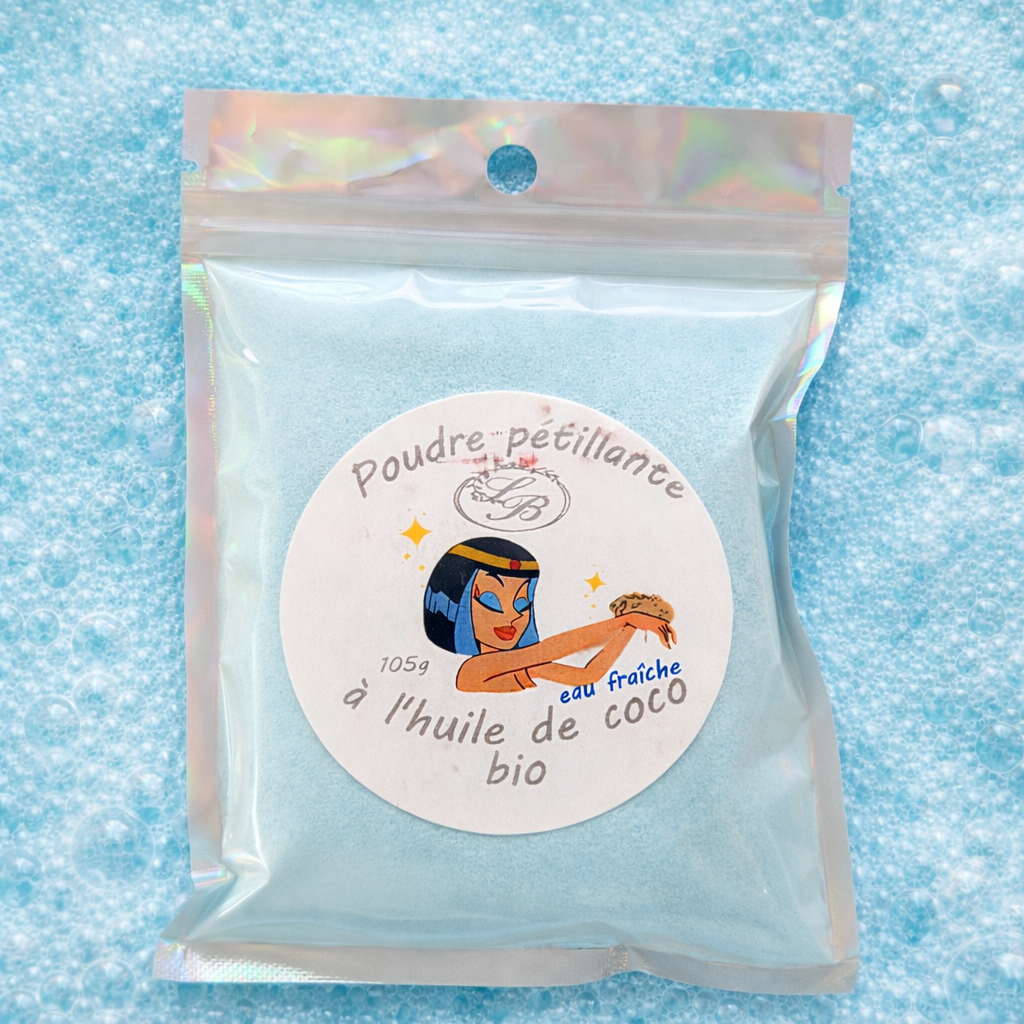 Poudre pétillante
LB
105g
eau fraîche
à l'huile de coco
bio